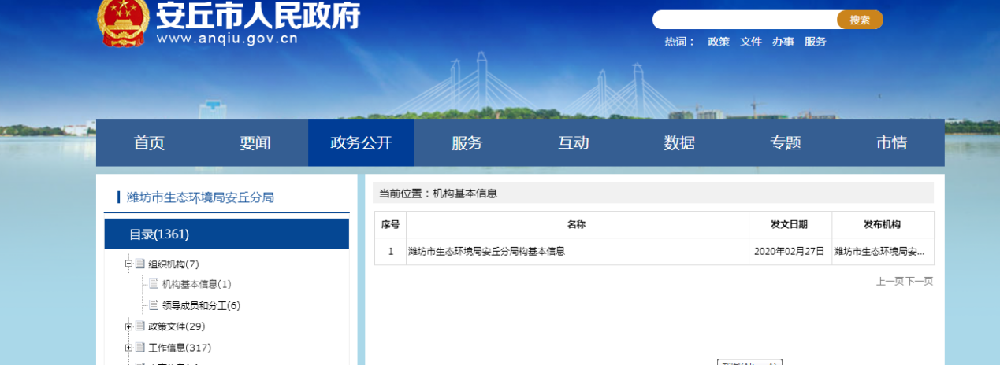 安丘市人民政府
www.anqiu.gov.cn
搜索
热词： 政策 文件 办事 服务
首页 要闻 政务公开 服务 互动 数据 专题 市情
潍坊市生态环境局安丘分局
目录(1361)
组织机构(7)
机构基本信息(1)
领导成员和分工(6)
政策文件(29)
工作信息(317)
当前位置：机构基本信息
序号 名称 发文日期 发布机构
1 潍坊市生态环境局安丘分局构基本信息 2020年02月27日 潍坊市生态环境局安...
上一页下一页